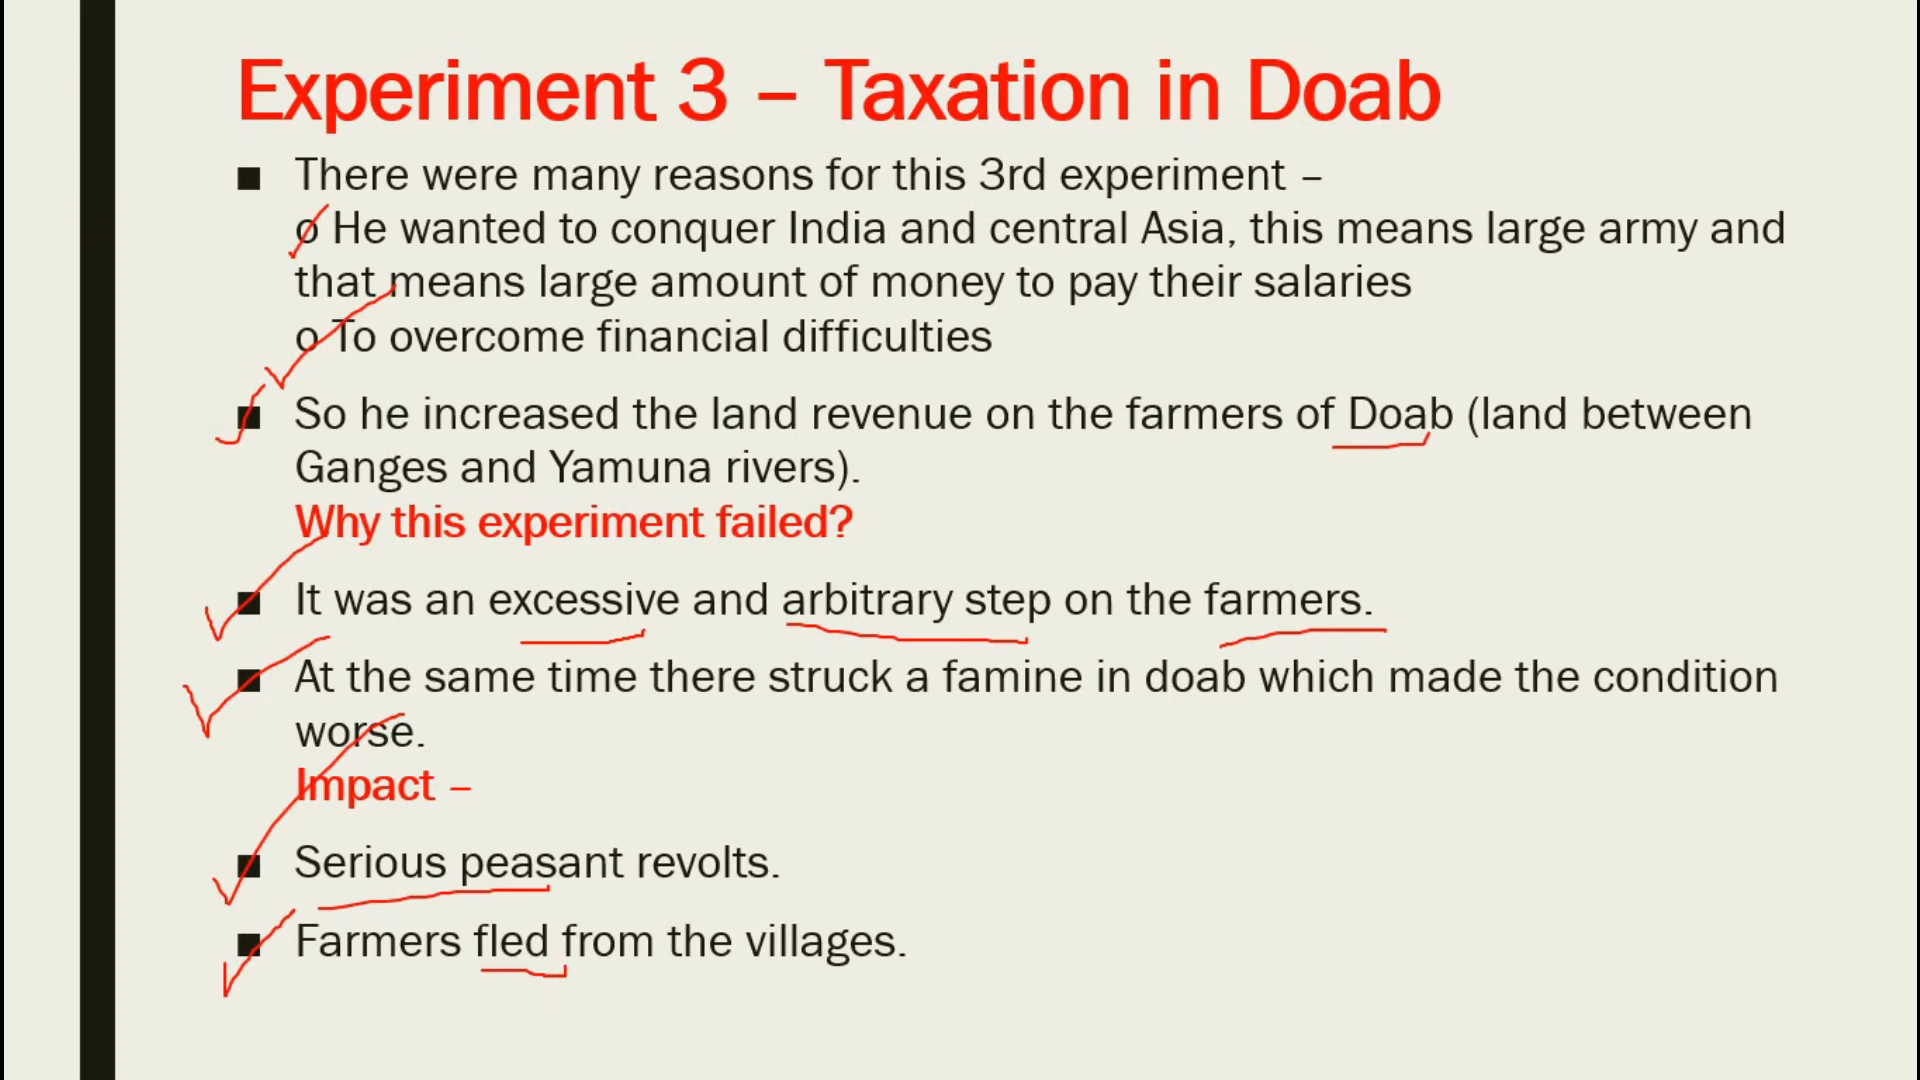 Experiment 3 – Taxation in Doab
■ There were many reasons for this 3rd experiment –
o He wanted to conquer India and central Asia, this means large army and
that means large amount of money to pay their salaries
o To overcome financial difficulties
■ So he increased the land revenue on the farmers of Doab (land between
Ganges and Yamuna rivers).
Why this experiment failed?
■ It was an excessive and arbitrary step on the farmers.
■ At the same time there struck a famine in doab which made the condition
worse.
Impact –
■ Serious peasant revolts.
■ Farmers fled from the villages.